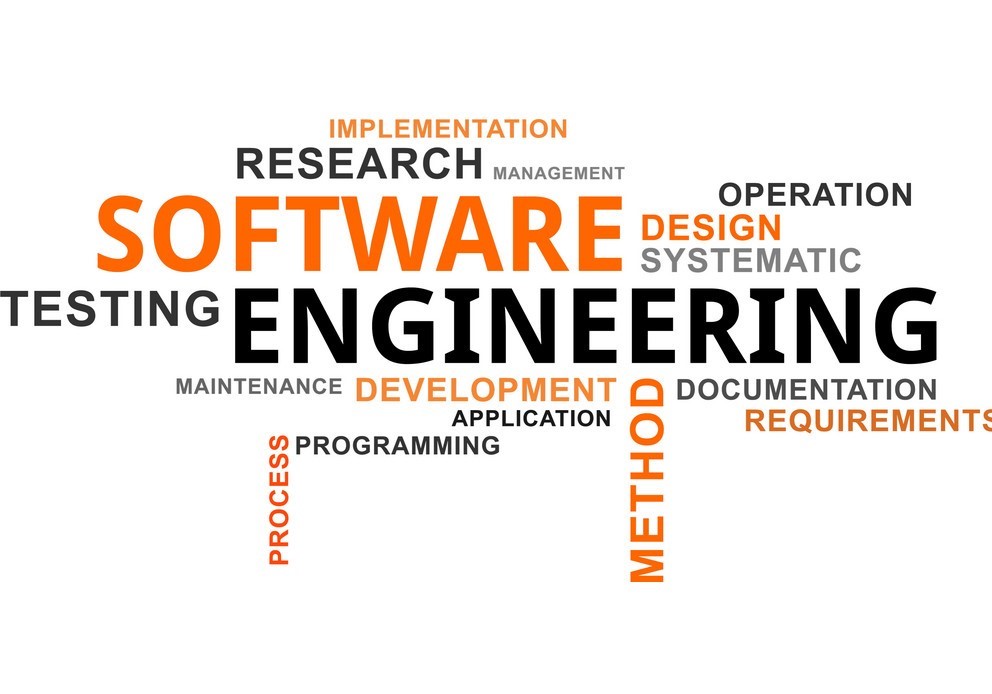 IMPLEMENTATION
RESEARCH MANAGEMENT
OPERATION
SOFTWARE
DESIGN
SYSTEMATIC
TESTING
ENGINEERING
MAINTENANCE
DEVELOPMENT
DOCUMENTATION
APPLICATION
REQUIREMENTS
PROGRAMMING
PROCESS
METHOD